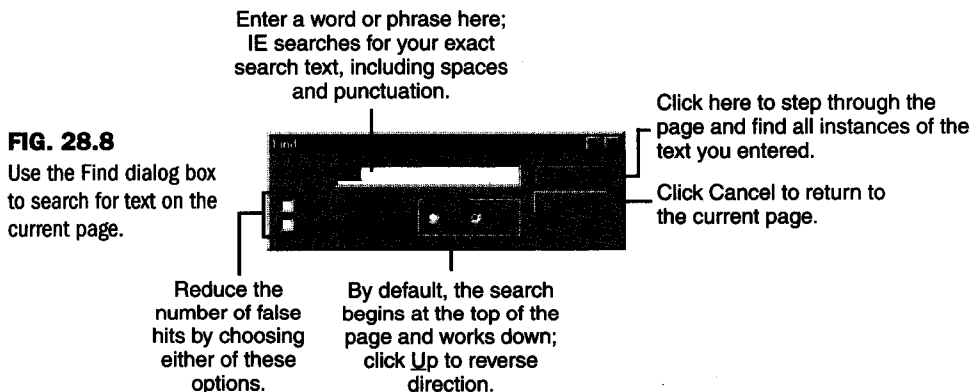 Enter a word or phrase here;
IE searches for your exact
search text, including spaces
and punctuation.
FIG. 28.8
Use the Find dialog box
to search for text on the
current page.
Find
Click here to step through the
page and find all instances of the
text you entered.
Click Cancel to return to
the current page.
Reduce the
number of false
hits by choosing
either of these
options.
By default, the search
begins at the top of the
page and works down;
click Up to reverse
direction.